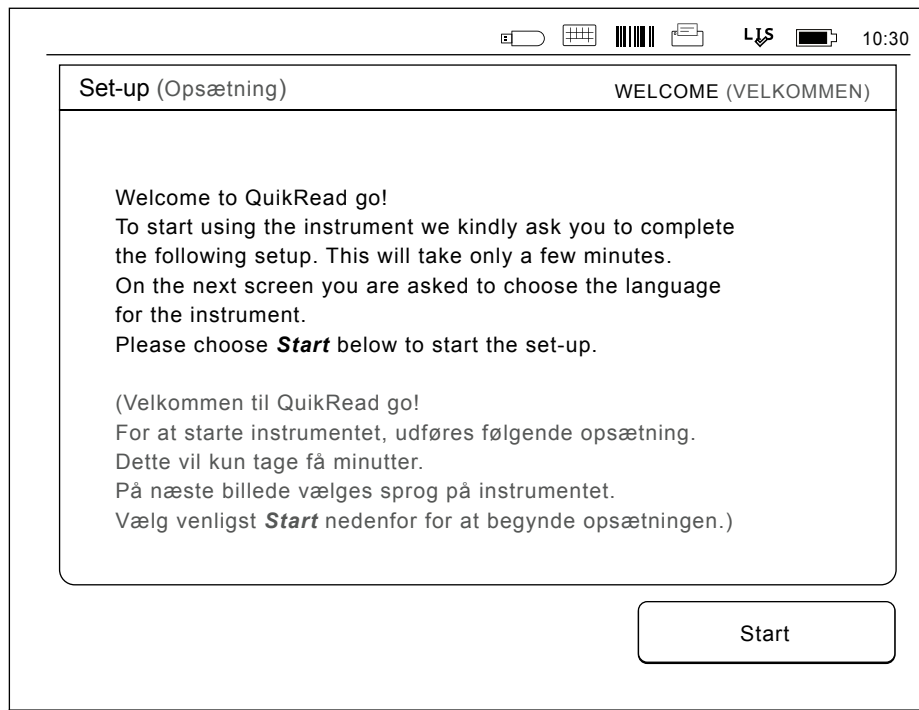 LIS 10:30
Set-up (Opsætning) WELCOME (VELKOMMEN)
Welcome to QuikRead go!
To start using the instrument we kindly ask you to complete
the following setup. This will take only a few minutes.
On the next screen you are asked to choose the language
for the instrument.
Please choose Start below to start the set-up.
(Velkommen til QuikRead go!
For at starte instrumentet, udføres følgende opsætning.
Dette vil kun tage få minutter.
På næste billede vælges sprog på instrumentet.
Vælg venligst Start nedenfor for at begynde opsætningen.)
Start